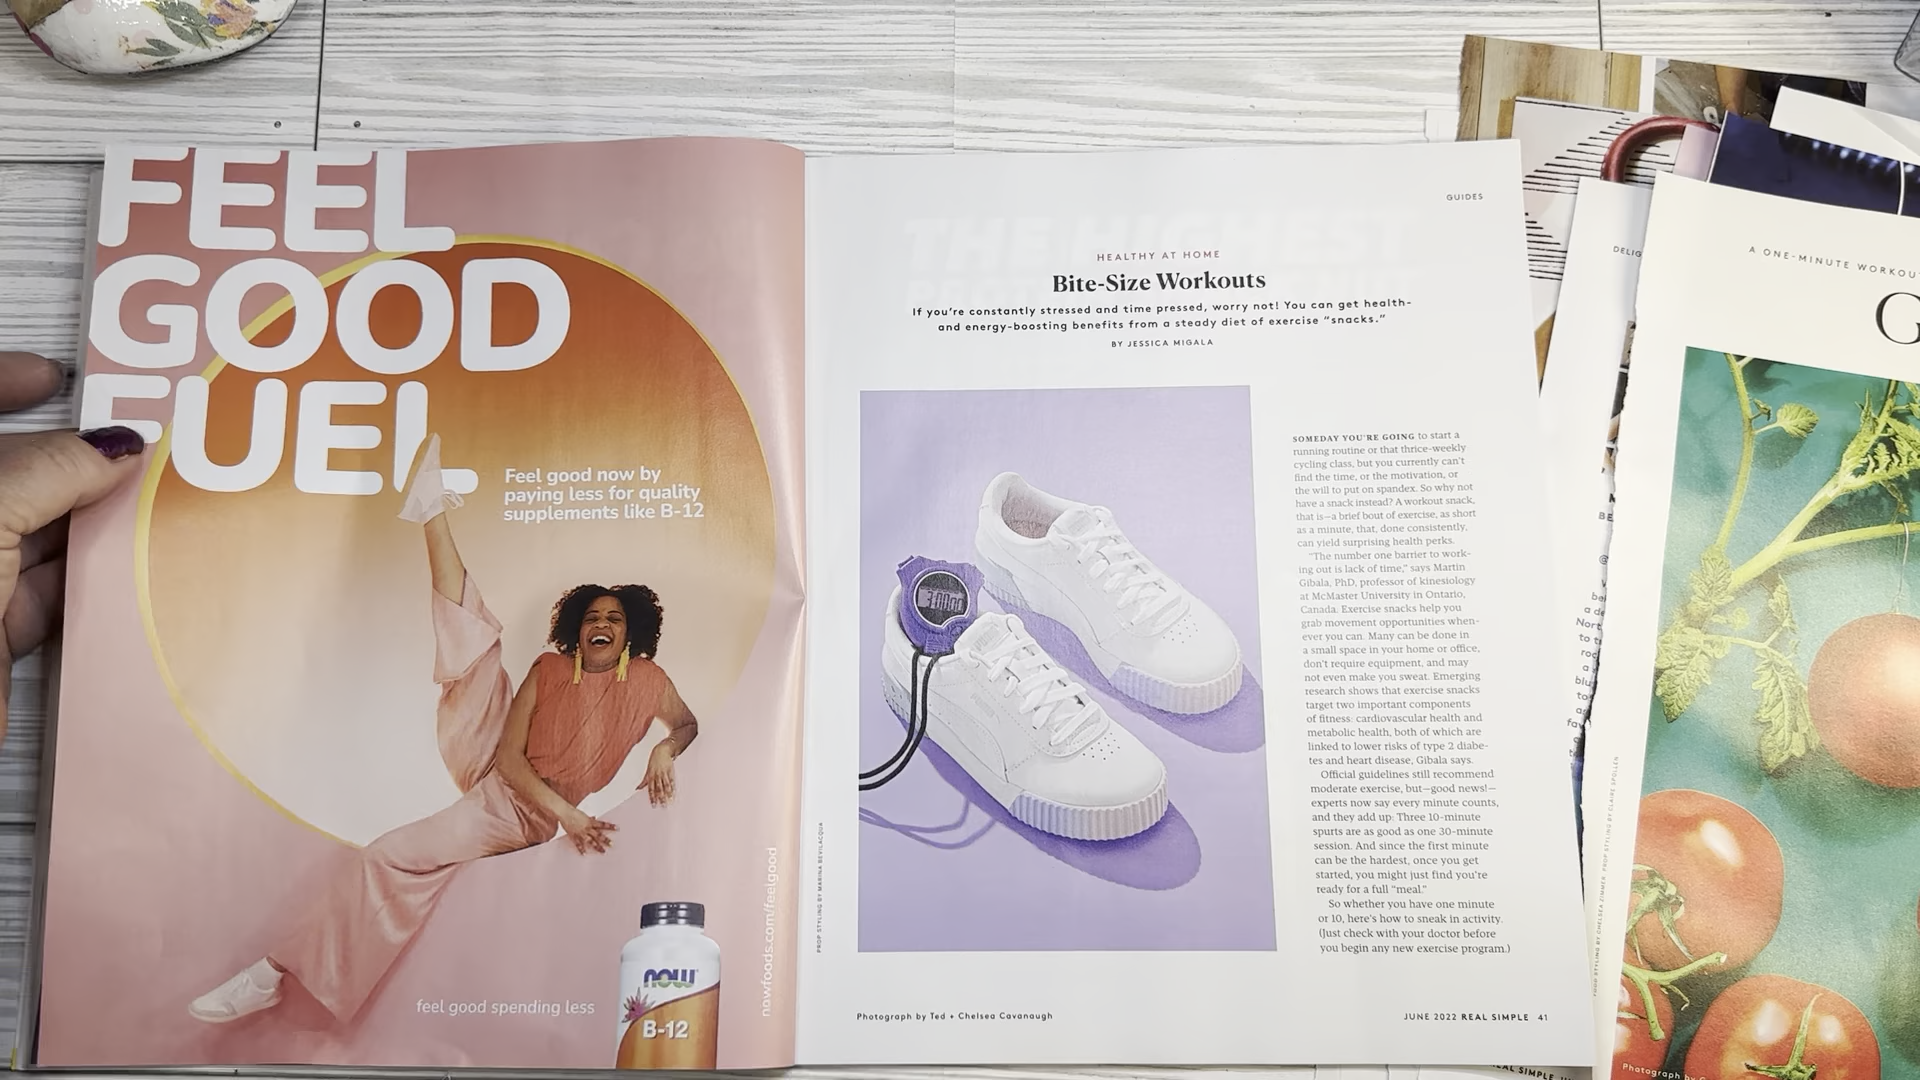 FEEL
GOOD
FUEL
Feel good now by
paying less for quality
supplements like B-12
feel good spending less
nowfoods.com/feelgood
NOW
B-12
GUIDES
HEALTHY AT HOME
Bite-Size Workouts
If you're constantly stressed and time pressed, worry not! You can get health-
and energy-boosting benefits from a steady diet of exercise "snacks."
BY JESSICA MIGALA
SOMEDAY YOU'RE GOING to start a
running routine or that thrice-weekly
cycling class, but you currently can't
find the time, or the motivation, or
the will to put on spandex. So why not
have a snack instead? A workout snack,
that is—a brief bout of exercise, as short
as a minute, that, done consistently,
can yield surprising health perks.
"The number one barrier to work-
ing out is lack of time," says Martin
Gibala, PhD, professor of kinesiology
at McMaster University in Ontario,
Canada. Exercise snacks help you
grab movement opportunities when-
ever you can. Many can be done in
a small space in your home or office,
don't require equipment, and may
not even make you sweat. Emerging
research shows that exercise snacks
target two important components
of fitness: cardiovascular health and
metabolic health, both of which are
linked to lower risks of type 2 diabe-
tes and heart disease, Gibala says.
Official guidelines still recommend
moderate exercise, but—good news!—
experts now say every minute counts,
and they add up: Three 10-minute
spurts are as good as one 30-minute
session. And since the first minute
can be the hardest, once you get
started, you might just find you're
ready for a full "meal."
So whether you have one minute
or 10, here's how to sneak in activity.
(Just check with your doctor before
you begin any new exercise program.)
PROP STYLING BY MARINA BEVILACQUA
Photograph by Ted + Chelsea Cavanaugh
JUNE 2022 REAL SIMPLE 41
A ONE-MINUTE
G
FOOD STYLING BY CHELSEA ZIMMER; PROP STYLING BY CLAIRE SPOLLEN
Photograph by